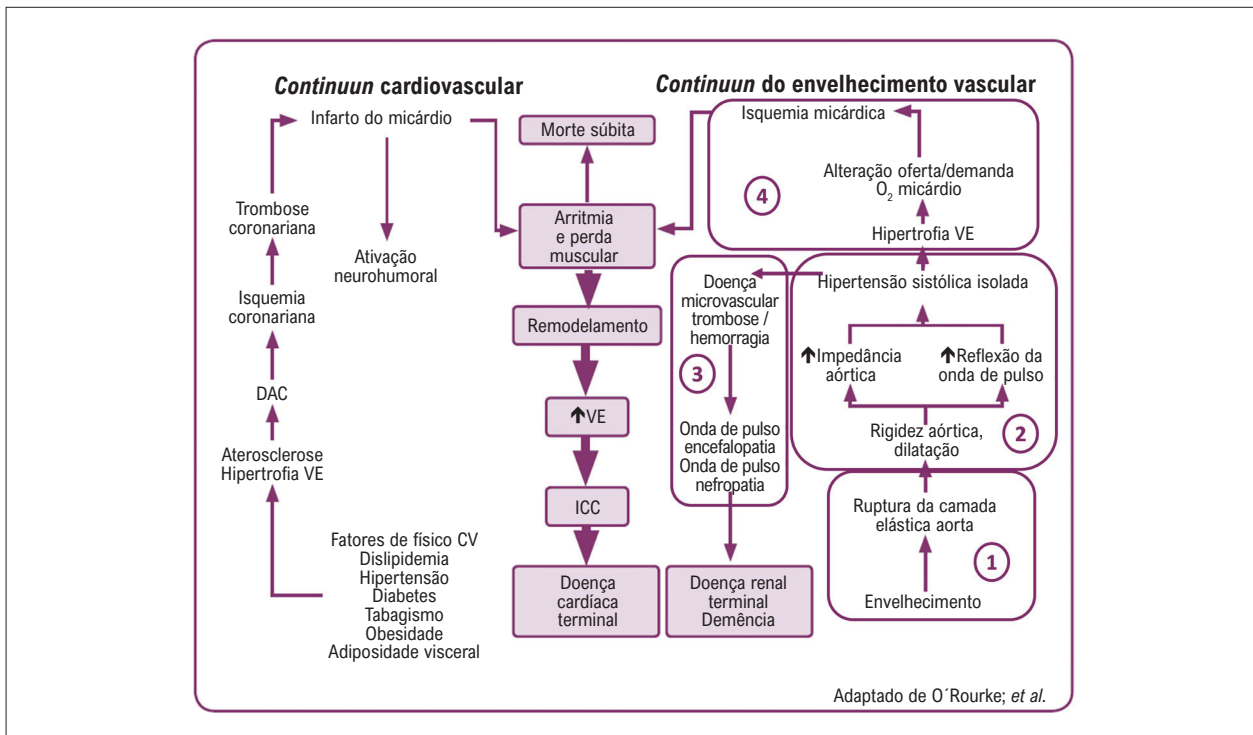 Continuun cardiovascular
Infarto do micárdio
Trombose
coronariana
Ativação
neurohumoral
Isquemia
coronariana
DAC
Aterosclerose
Hipertrofia VE
Fatores de físico CV
Dislipidemia
Hipertensão
Diabetes
Tabagismo
Obesidade
Adiposidade visceral
Morte súbita
Arritmia
e perda
muscular
Remodelamento
↑VE
ICC
Doença
cardíaca
terminal
Continuun do envelhecimento vascular
Isquemia micárdica
Alteração oferta/demanda
O₂ micárdio
4
Hipertrofia VE
Hipertensão sistólica isolada
↑Impedância
aórtica
↑Reflexão da
onda de pulso
Rigidez aórtica,
dilatação
2
Doença
microvascular
trombose /
hemorragia
3
Onda de pulso
encefalopatia
Onda de pulso
nefropatia
Doença renal
terminal
Demência
Ruptura da camada
elástica aorta
1
Envelhecimento
Adaptado de O´Rourke; et al.